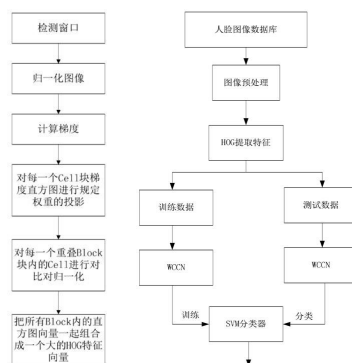 检测窗口
归一化图像
计算梯度
对每一个Cell块梯
度直方图进行规定
权重的投影
对每一个重叠Block
块内的Cell进行对
比对归一化
把所有Block内的直
方图向量一起组合
成一个大的HOG特征
向量
人脸图像数据库
图像预处理
HOG提取特征
训练数据
测试数据
WCCN
WCCN
训练
分类
SVM分类器